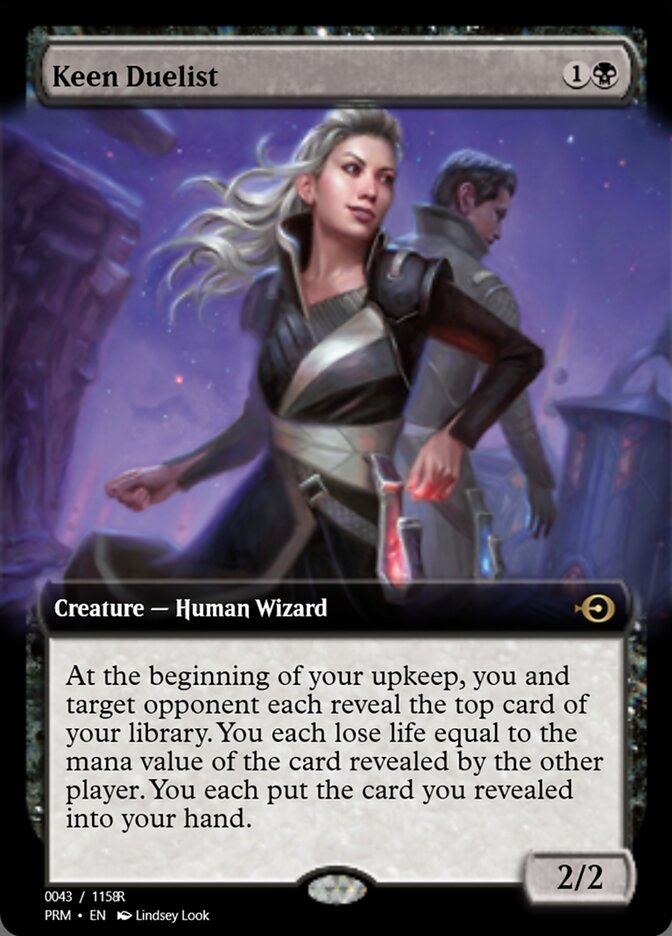 Keen Duelist
1
Creature — Human Wizard
At the beginning of your upkeep, you and
target opponent each reveal the top card of
your library. You each lose life equal to the
mana value of the card revealed by the other
player. You each put the card you revealed
into your hand.
2/2
0043 / 1158R
PRM • EN Lindsey Look